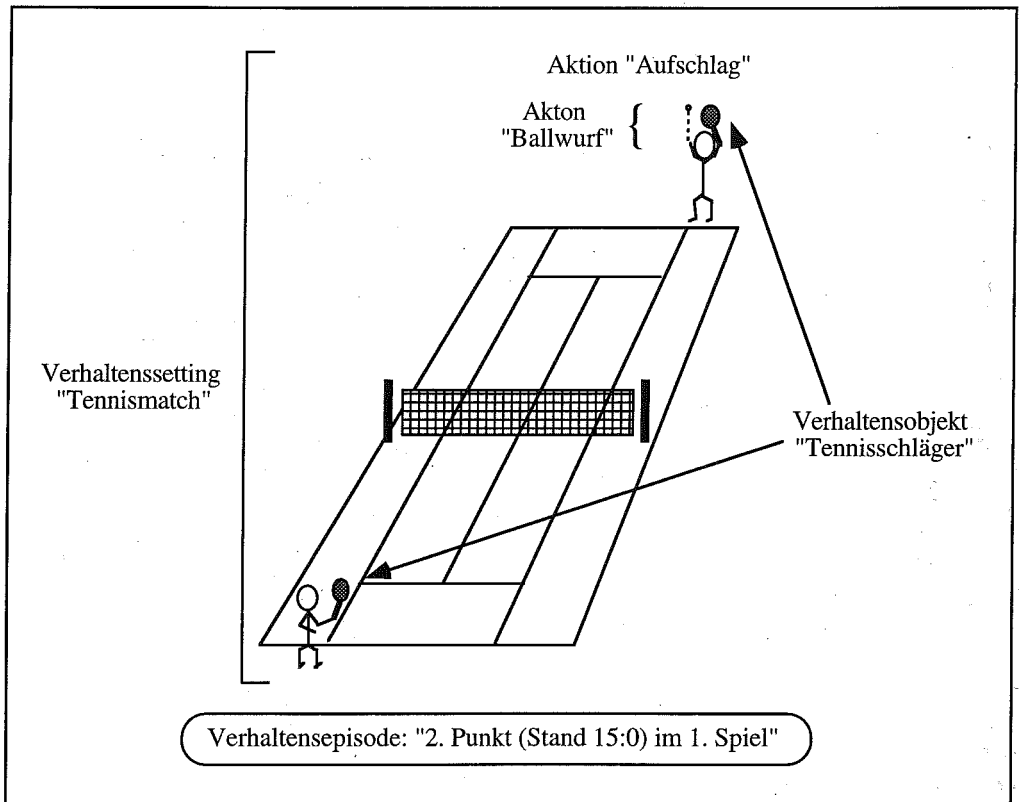 Aktion "Aufschlag"
Akton
"Ballwurf"
Verhaltenssetting
"Tennismatch"
Verhaltensobjekt
"Tennisschläger"
Verhaltensepisode: "2. Punkt (Stand 15:0) im 1. Spiel"